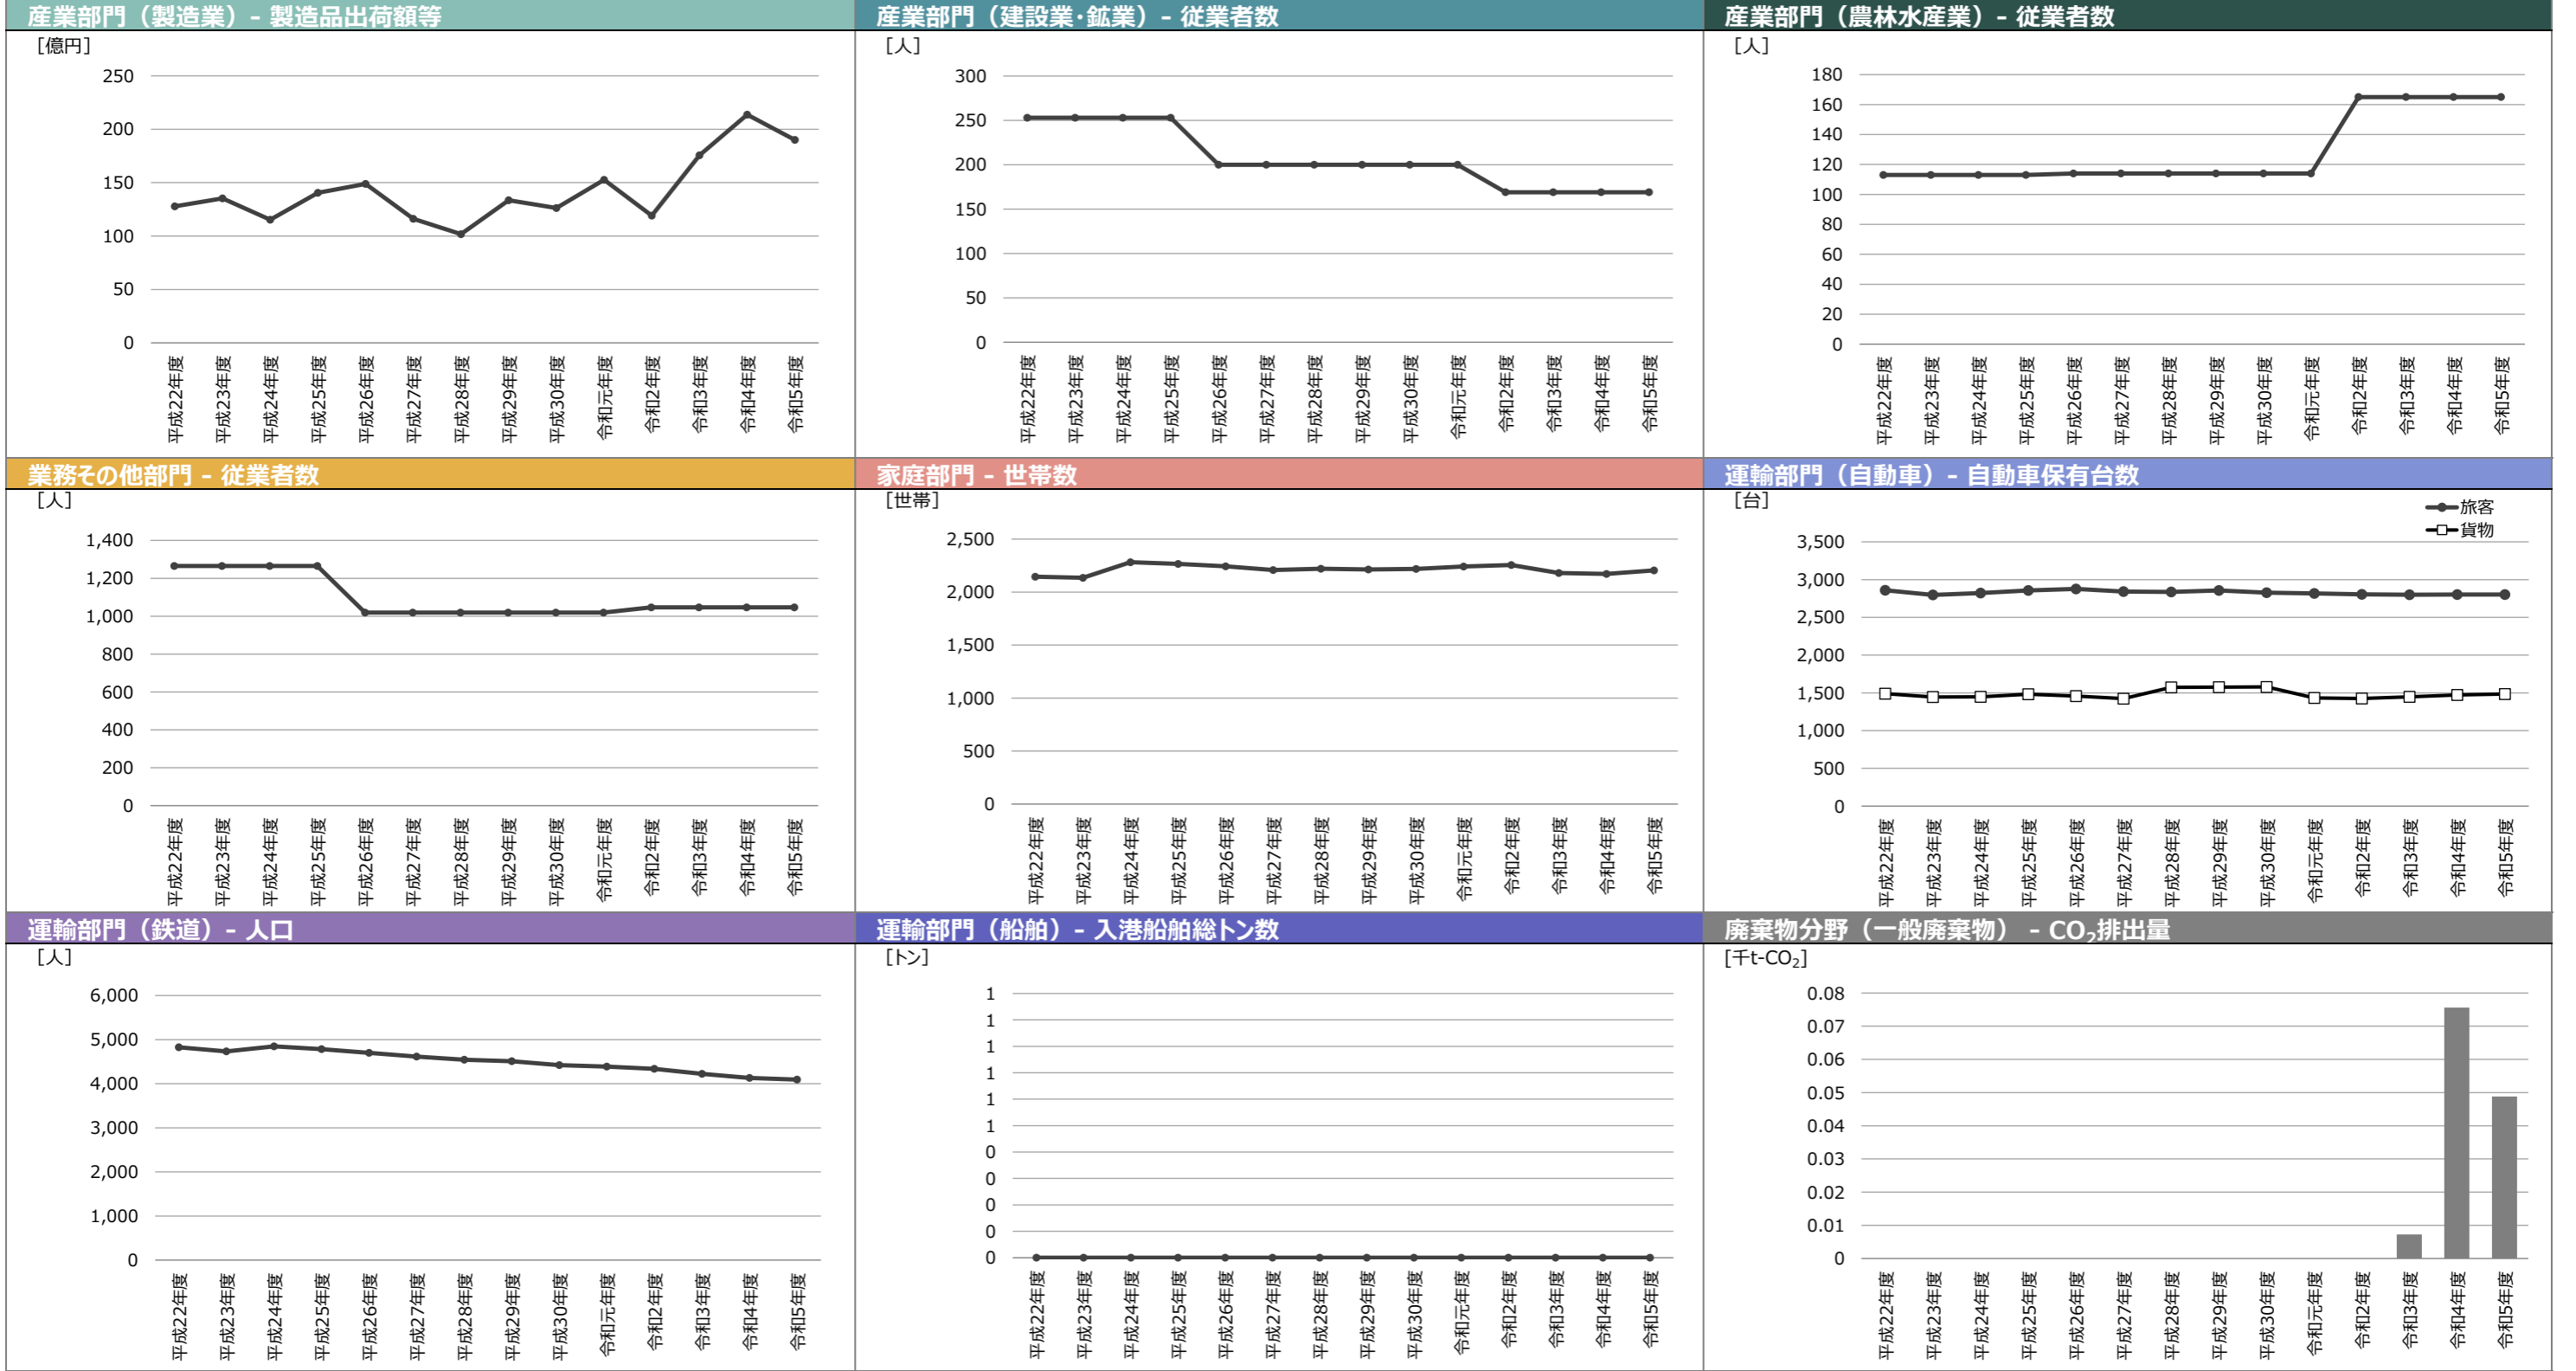 産業部門（製造業）- 製造品出荷額等
[億円]
250
200
150
100
50
0
平成22年度
平成23年度
平成24年度
平成25年度
平成26年度
平成27年度
平成28年度
平成29年度
平成30年度
令和元年度
令和2年度
令和3年度
令和4年度
令和5年度
産業部門（建設業･鉱業）- 従業者数
[人]
300
250
200
150
100
50
0
平成22年度
平成23年度
平成24年度
平成25年度
平成26年度
平成27年度
平成28年度
平成29年度
平成30年度
令和元年度
令和2年度
令和3年度
令和4年度
令和5年度
産業部門（農林水産業）- 従業者数
[人]
180
160
140
120
100
80
60
40
20
0
平成22年度
平成23年度
平成24年度
平成25年度
平成26年度
平成27年度
平成28年度
平成29年度
平成30年度
令和元年度
令和2年度
令和3年度
令和4年度
令和5年度
業務その他部門 - 従業者数
[人]
1,400
1,200
1,000
800
600
400
200
0
平成22年度
平成23年度
平成24年度
平成25年度
平成26年度
平成27年度
平成28年度
平成29年度
平成30年度
令和元年度
令和2年度
令和3年度
令和4年度
令和5年度
家庭部門 - 世帯数
[世帯]
2,500
2,000
1,500
1,000
500
0
平成22年度
平成23年度
平成24年度
平成25年度
平成26年度
平成27年度
平成28年度
平成29年度
平成30年度
令和元年度
令和2年度
令和3年度
令和4年度
令和5年度
運輸部門（自動車）- 自動車保有台数
[台]
旅客
貨物
3,500
3,000
2,500
2,000
1,500
1,000
500
0
平成22年度
平成23年度
平成24年度
平成25年度
平成26年度
平成27年度
平成28年度
平成29年度
平成30年度
令和元年度
令和2年度
令和3年度
令和4年度
令和5年度
運輸部門（鉄道）- 人口
[人]
6,000
5,000
4,000
3,000
2,000
1,000
0
平成22年度
平成23年度
平成24年度
平成25年度
平成26年度
平成27年度
平成28年度
平成29年度
平成30年度
令和元年度
令和2年度
令和3年度
令和4年度
令和5年度
運輸部門（船舶）- 入港船舶総トン数
[トン]
1
1
1
1
1
1
0
0
0
0
0
平成22年度
平成23年度
平成24年度
平成25年度
平成26年度
平成27年度
平成28年度
平成29年度
平成30年度
令和元年度
令和2年度
令和3年度
令和4年度
令和5年度
廃棄物分野（一般廃棄物） - CO₂排出量
[千t-CO₂]
0.08
0.07
0.06
0.05
0.04
0.03
0.02
0.01
0
平成22年度
平成23年度
平成24年度
平成25年度
平成26年度
平成27年度
平成28年度
平成29年度
平成30年度
令和元年度
令和2年度
令和3年度
令和4年度
令和5年度